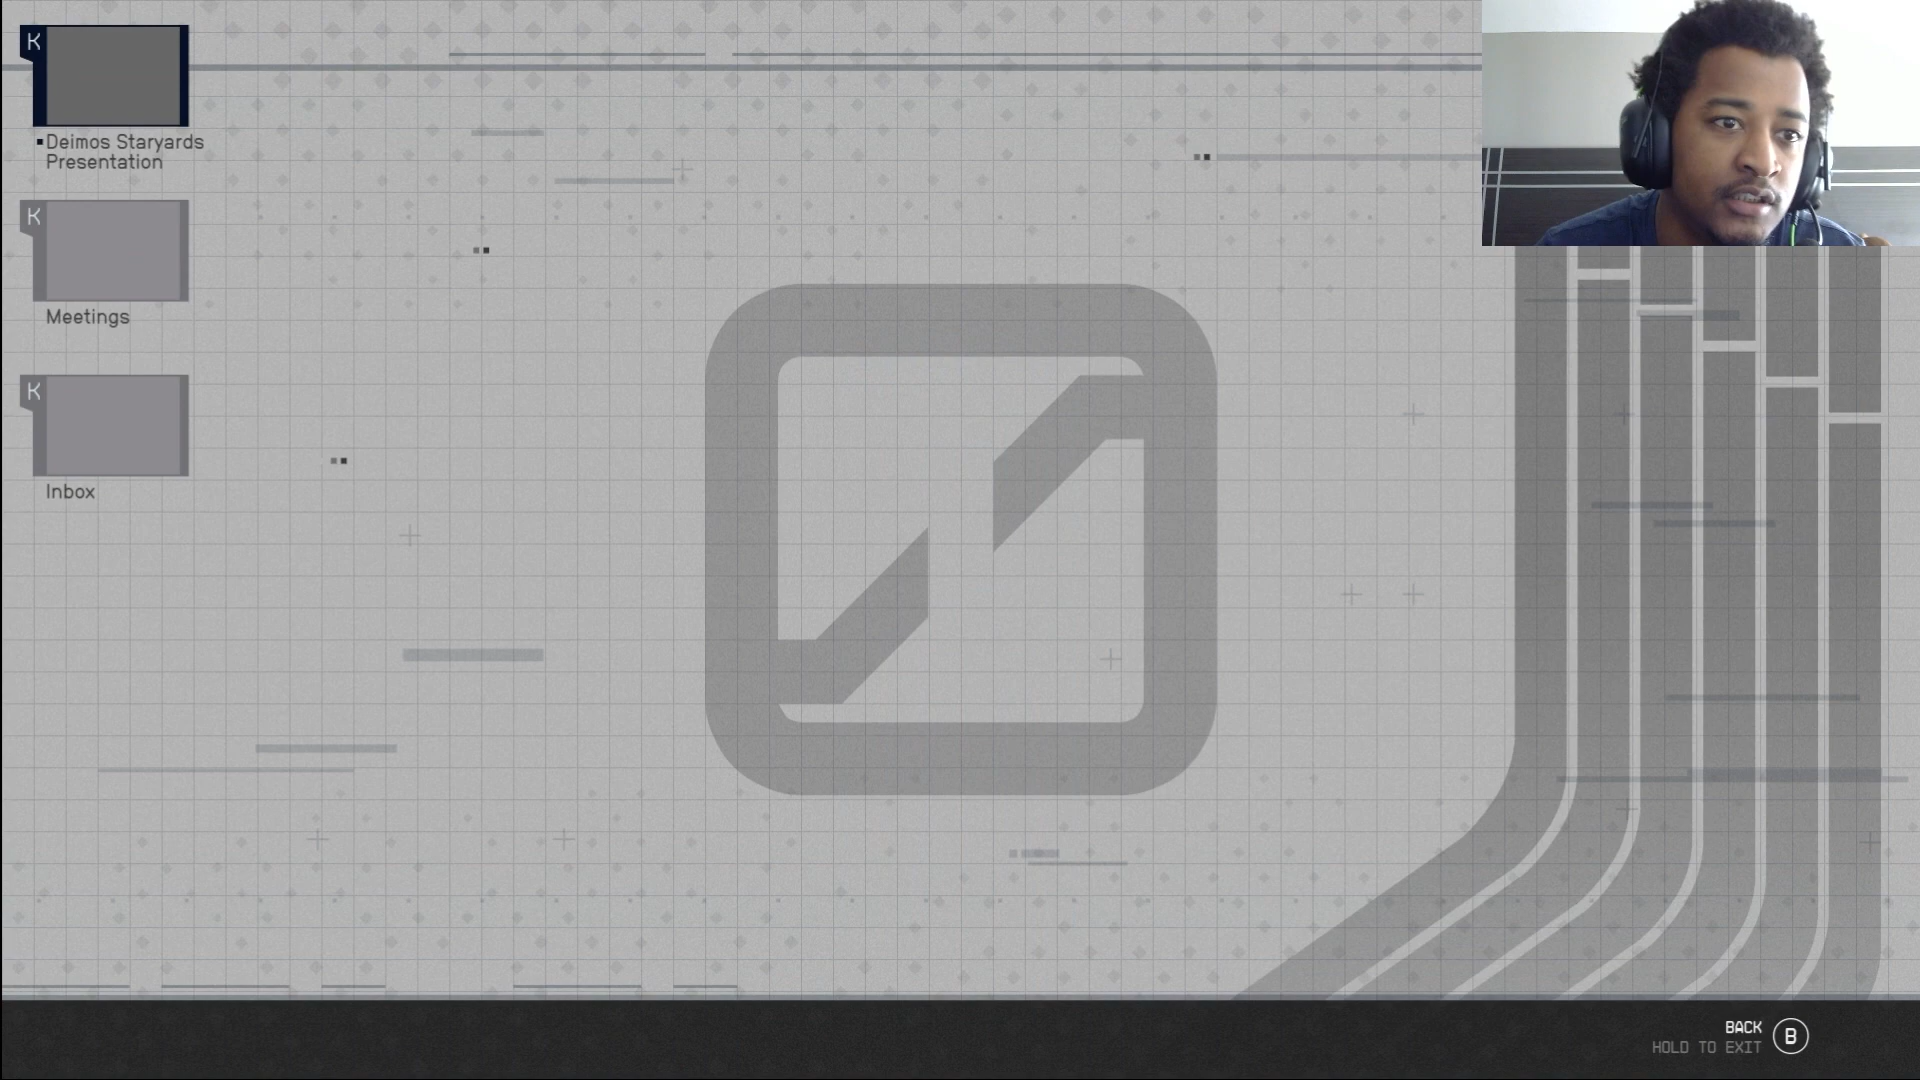 K
Deimos Staryards
Presentation
K
Meetings
K
Inbox
BACK
HOLD TO EXIT
B